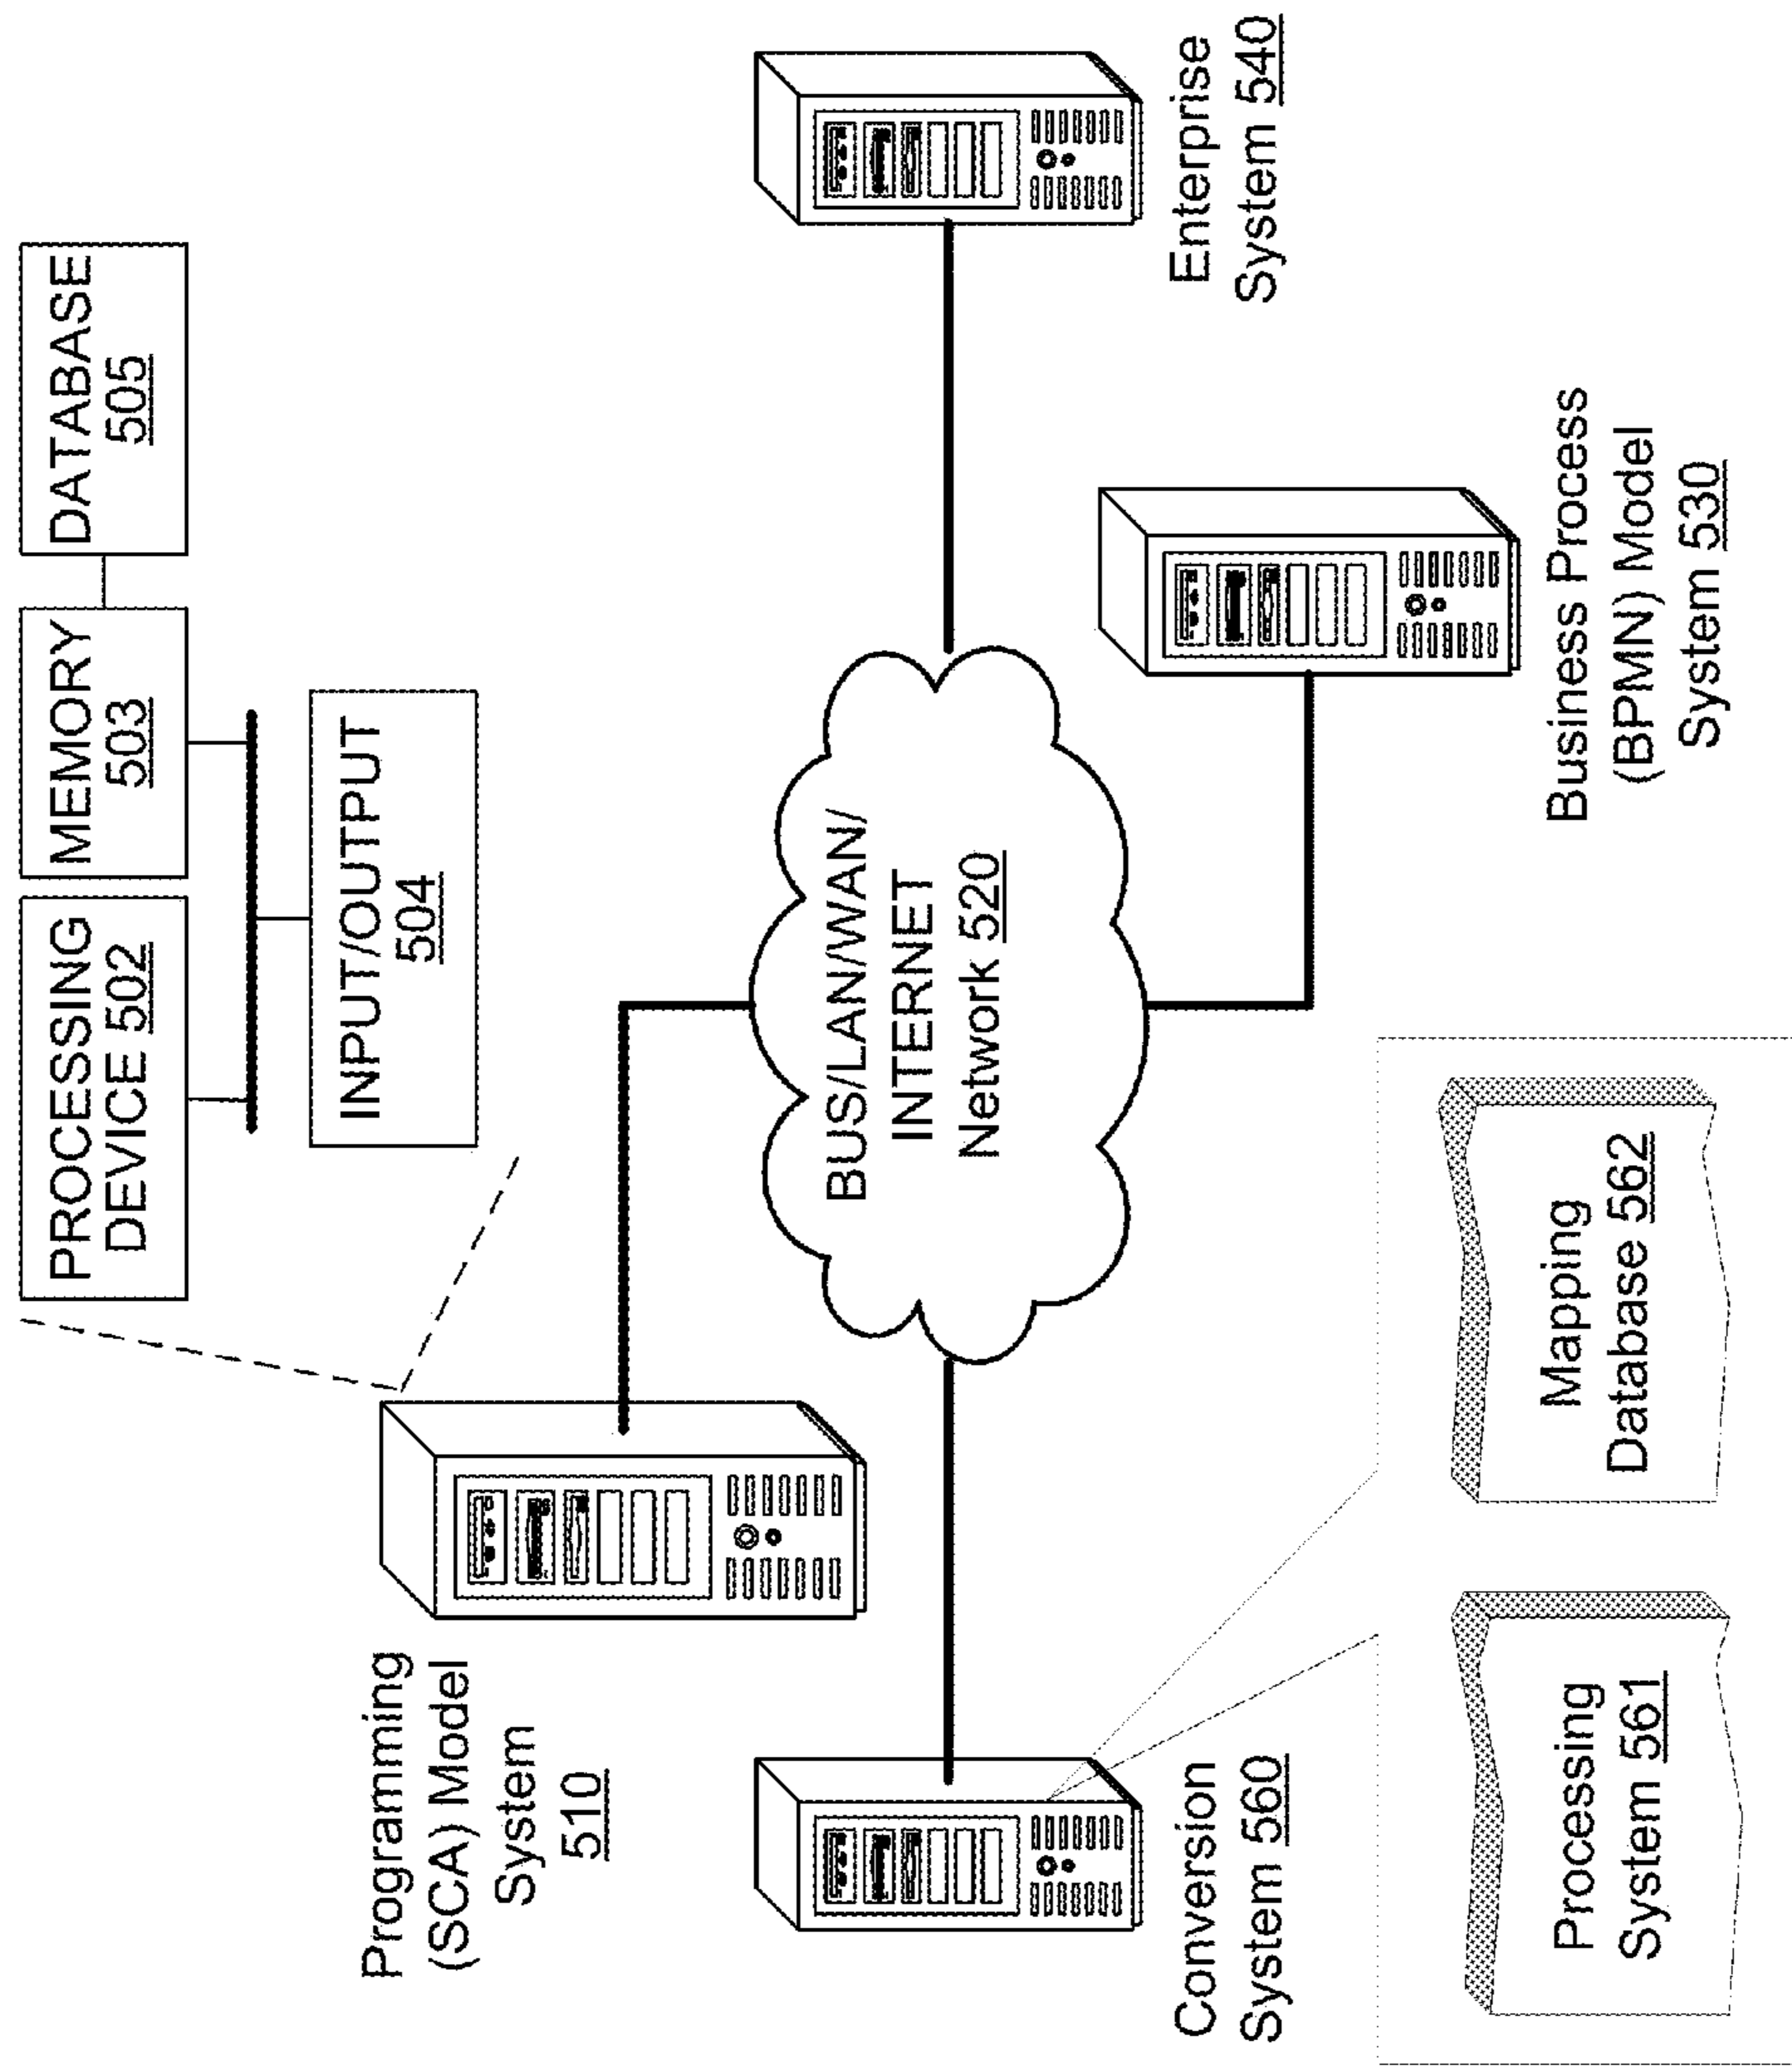 PROCESSING
DEVICE 502
MEMORY
503
DATABASE
505
INPUT/OUTPUT
504
Programming
(SCA) Model
System
510
BUS/LAN/WAN/
INTERNET
Network 520
Conversion
System 560
Enterprise
System 540
Business Process
(BPMN) Model
System 530
Processing
System 561
Mapping
Database 562